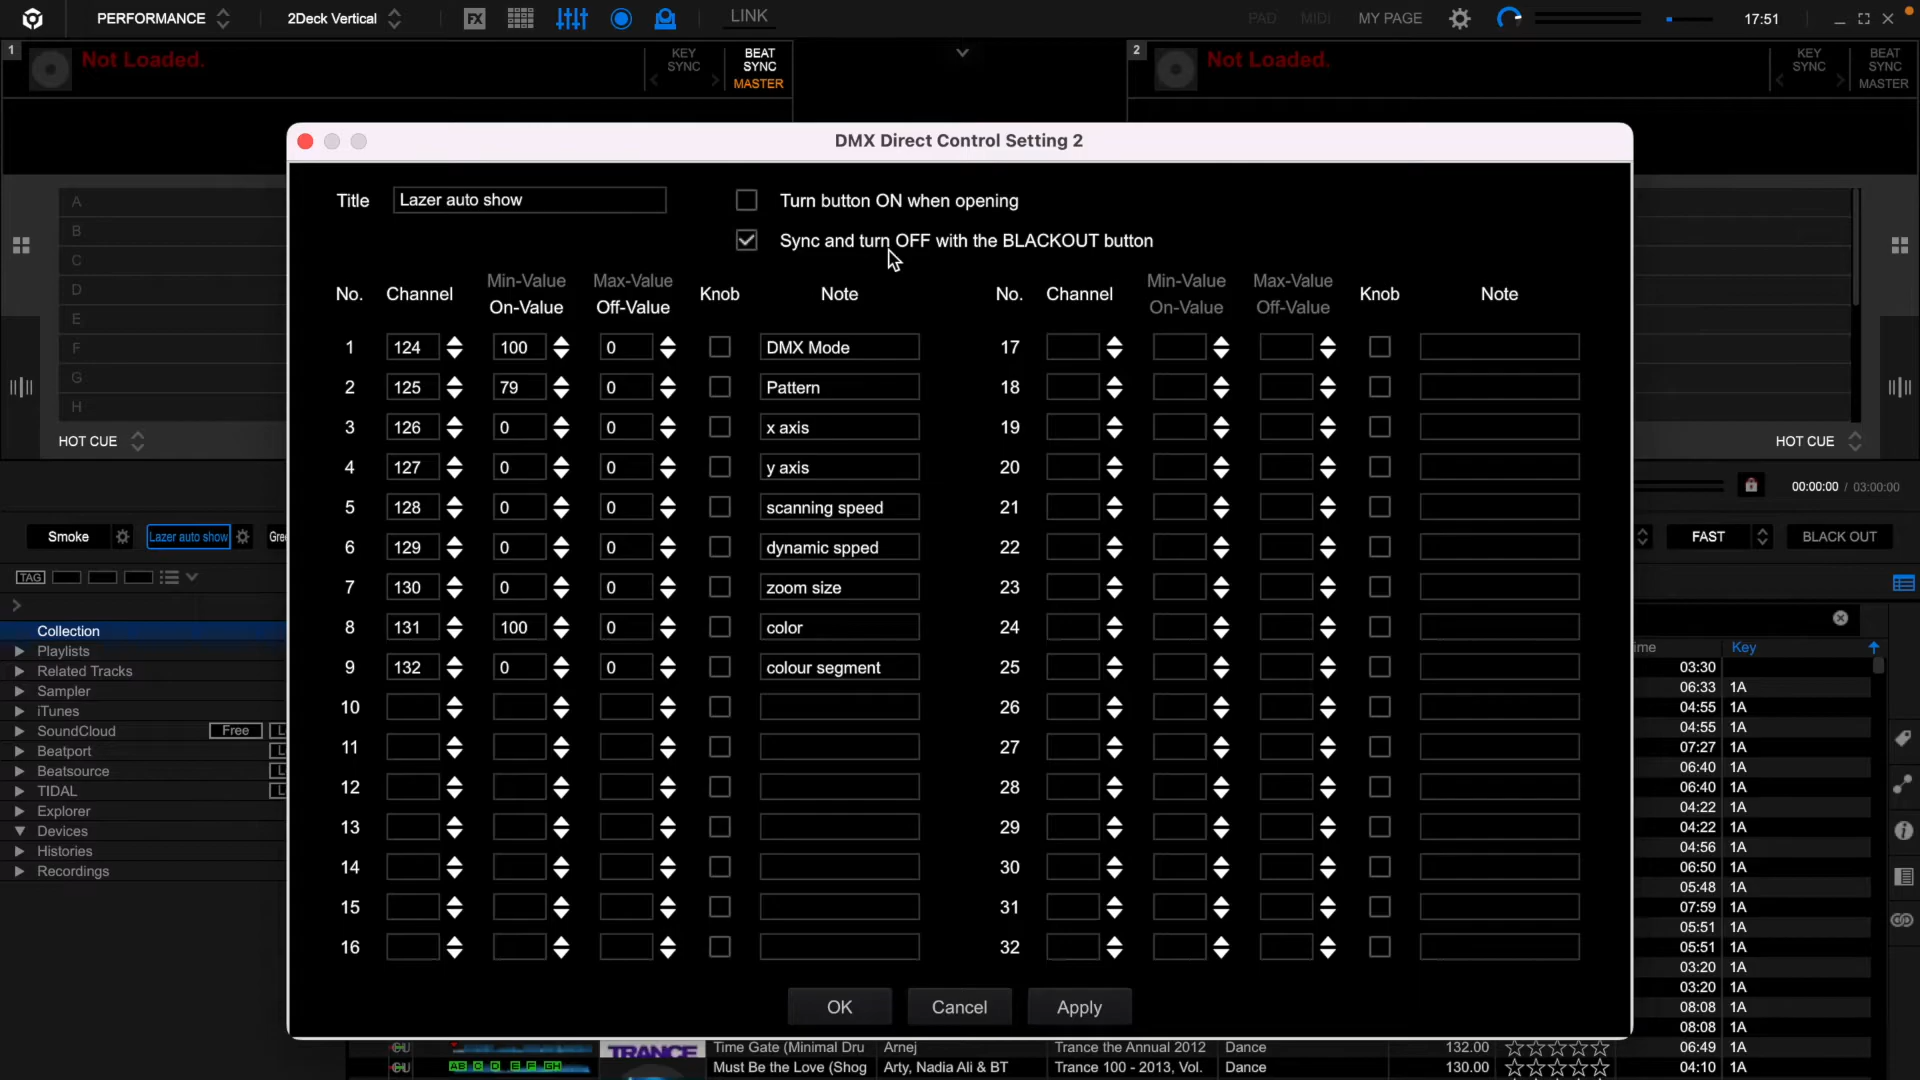 PERFORMANCE 2Deck Vertical FX LINK PAD MIDI MY PAGE 17:51
1 Not Loaded. KEY SYNC BEAT SYNC MASTER
2 Not Loaded. KEY SYNC BEAT SYNC MASTER
DMX Direct Control Setting 2
Title Lazer auto show Turn button ON when opening
Sync and turn OFF with the BLACKOUT button
No. Channel Min-Value On-Value Max-Value Off-Value Knob Note No. Channel Min-Value On-Value Max-Value Off-Value Knob Note
1 124 100 0 DMX Mode 17
2 125 79 0 Pattern 18
3 126 0 0 x axis 19
4 127 0 0 y axis 20
5 128 0 0 scanning speed 21
6 129 0 0 dynamic spped 22
7 130 0 0 zoom size 23
8 131 100 0 color 24
9 132 0 0 colour segment 25
10 26
11 27
12 28
13 29
14 30
15 31
16 32
OK Cancel Apply
A
B
C
D
E
F
G
H
HOT CUE
HOT CUE
00:00:00 / 03:00:00
Smoke Lazer auto show
FAST BLACK OUT
TAG
Collection
Playlists
Related Tracks
Sampler
iTunes
SoundCloud Free
Beatport
Beatsource
TIDAL
Explorer
Devices
Histories
Recordings
Key
03:30
06:33 1A
04:55 1A
04:55 1A
07:27 1A
06:40 1A
06:40 1A
04:22 1A
04:22 1A
04:56 1A
06:50 1A
05:48 1A
07:59 1A
05:51 1A
05:51 1A
03:20 1A
03:20 1A
08:08 1A
08:08 1A
TRANCE Time Gate (Minimal Dru Arnej Trance the Annual 2012 Dance 132.00 06:49 1A
Must Be the Love (Shog Arty, Nadia Ali & BT Trance 100 - 2013, Vol. Dance 130.00 04:10 1A